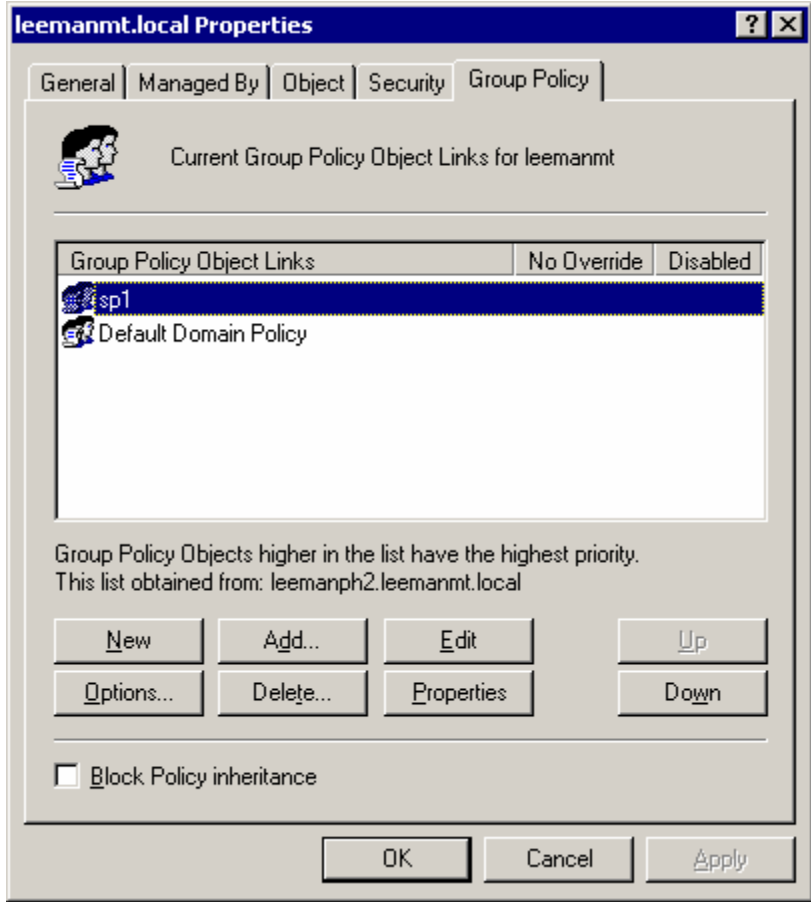 leemanmt.local Properties ? X
General Managed By Object Security Group Policy
Current Group Policy Object Links for leemanmt
Group Policy Object Links No Override Disabled
sp1
Default Domain Policy
Group Policy Objects higher in the list have the highest priority.
This list obtained from: leemanph2.leemanmt.local
New Add... Edit Up
Options... Delete... Properties Down
Block Policy inheritance
OK Cancel Apply